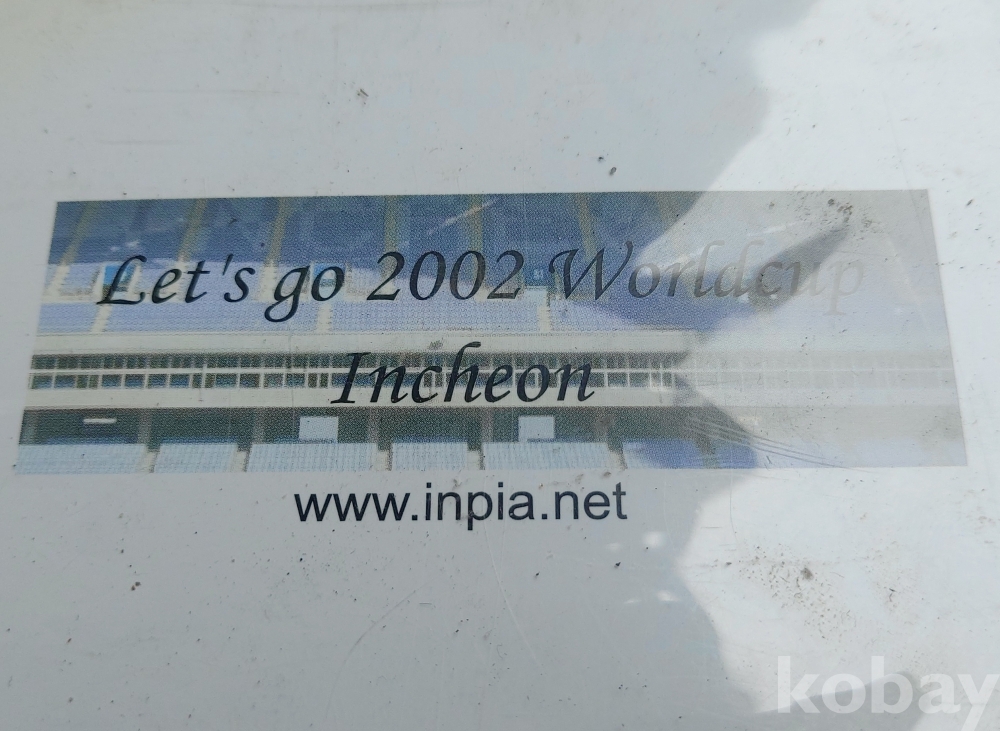 Let's go 2002 Worldcup
Incheon
www.inpia.net
kobay